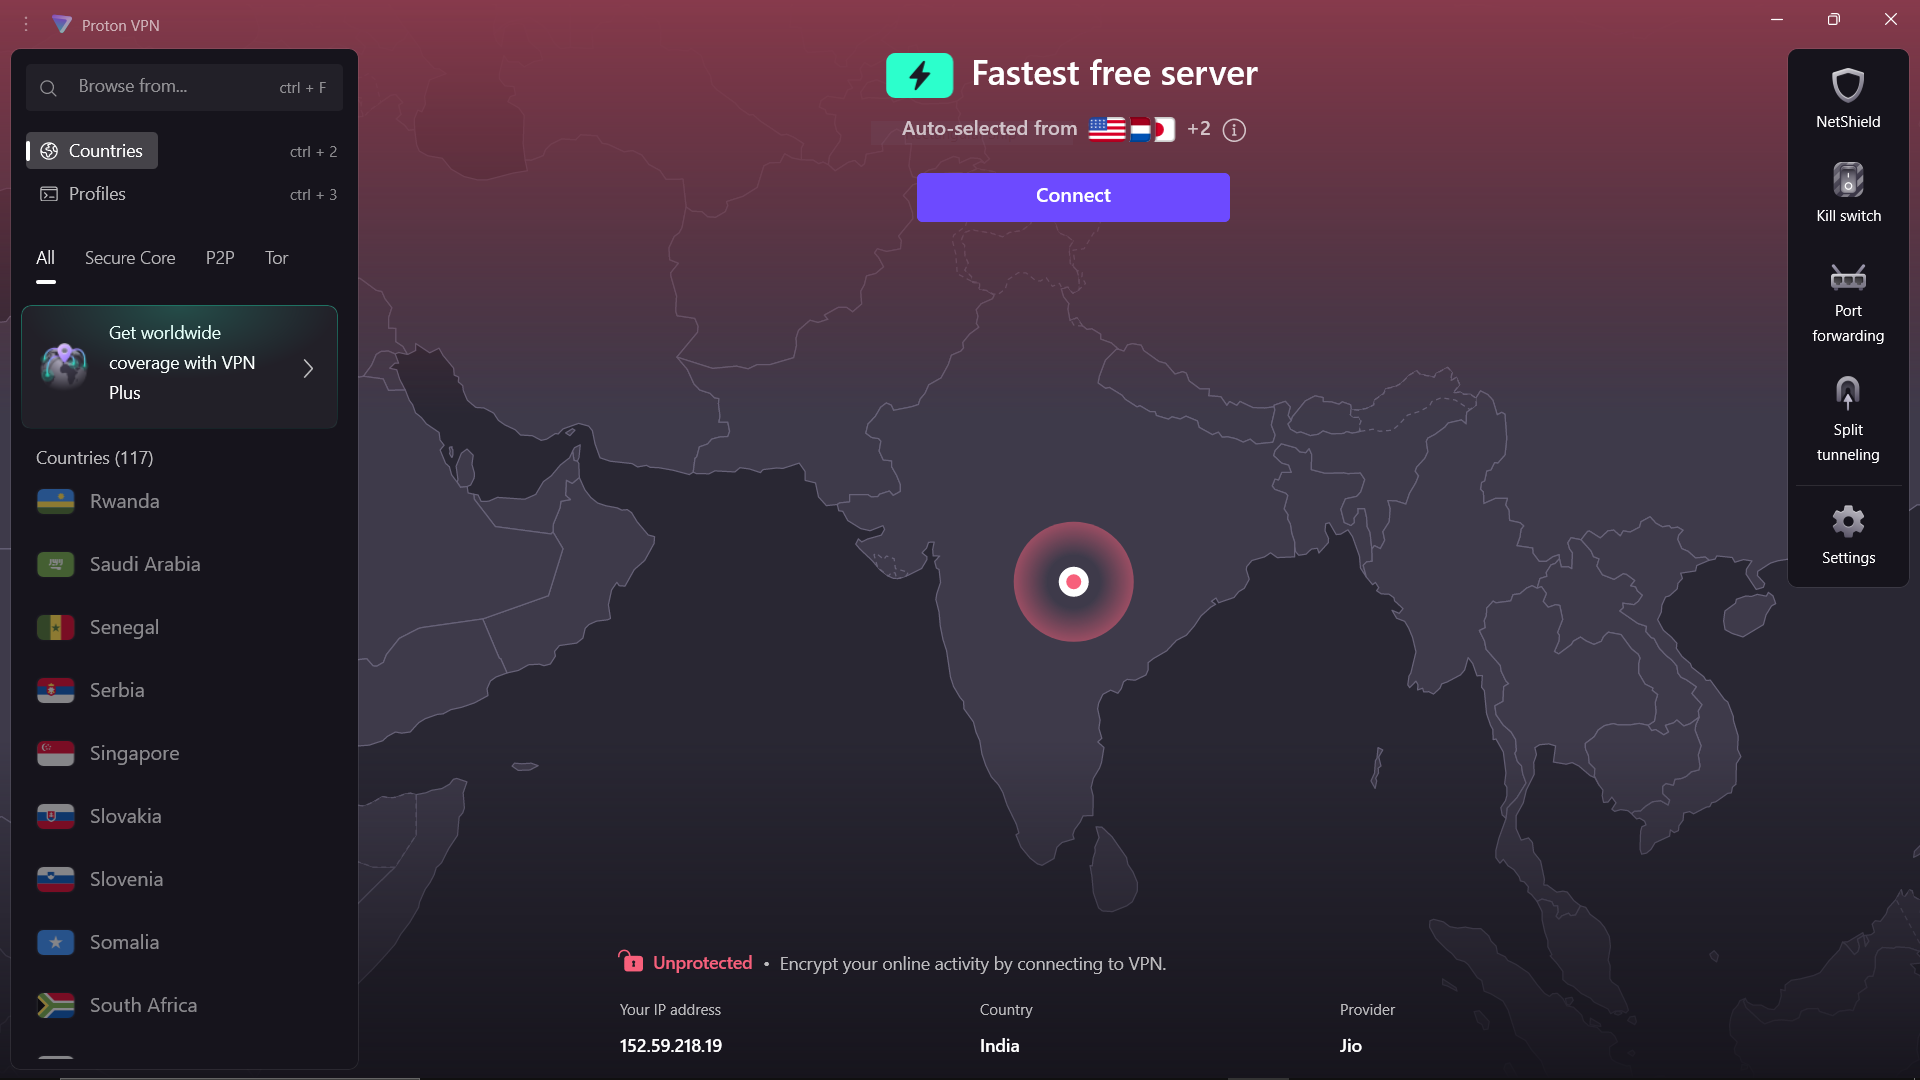 Proton VPN
Browse from...
ctrl + F
Countries
ctrl + 2
Profiles
ctrl + 3
All
Secure Core
P2P
Tor
Get worldwide
coverage with VPN
Plus
Countries (117)
Rwanda
Saudi Arabia
Senegal
Serbia
Singapore
Slovakia
Slovenia
Somalia
South Africa
Fastest free server
Auto-selected from
+2
Connect
Unprotected • Encrypt your online activity by connecting to VPN.
Your IP address
152.59.218.19
Country
India
Provider
Jio
NetShield
Kill switch
Port
forwarding
Split
tunneling
Settings